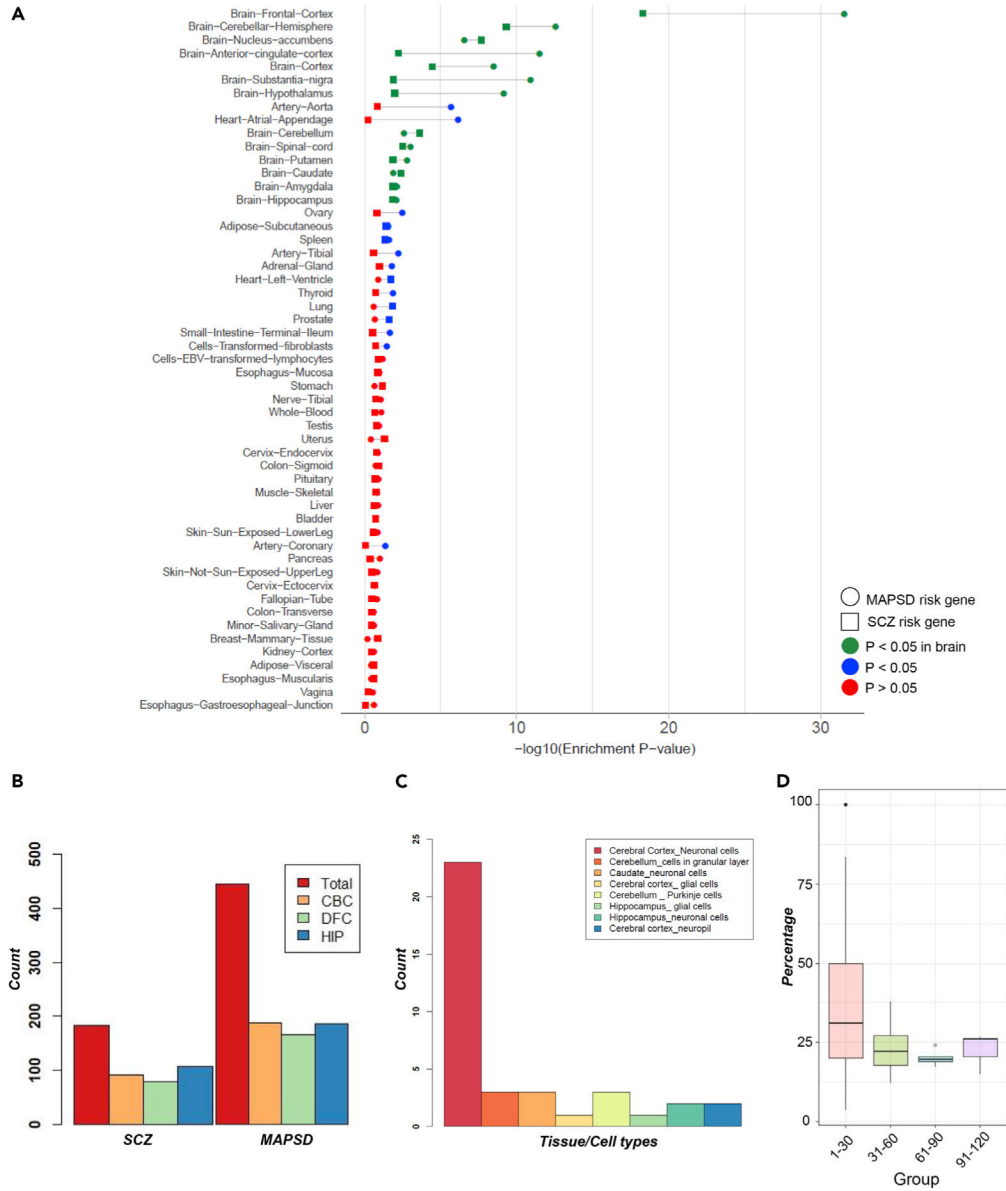 A
Brain-Frontal-Cortex
Brain-Cerebellar-Hemisphere
Brain-Nucleus-accumbens
Brain-Anterior-cingulate-cortex
Brain-Cortex
Brain-Substantia-nigra
Brain-Hypothalamus
Artery-Aorta
Heart-Atrial-Appendage
Brain-Cerebellum
Brain-Spinal-cord
Brain-Putamen
Brain-Caudate
Brain-Amygdala
Brain-Hippocampus
Ovary
Adipose-Subcutaneous
Spleen
Artery-Tibial
Adrenal-Gland
Heart-Left-Ventricle
Thyroid
Lung
Prostate
Small-Intestine-Terminal-Ileum
Cells-Transformed-fibroblasts
Cells-EBV-transformed-lymphocytes
Esophagus-Mucosa
Stomach
Nerve-Tibial
Whole-Blood
Testis
Uterus
Cervix-Endocervix
Colon-Sigmoid
Pituitary
Muscle-Skeletal
Liver
Bladder
Skin-Sun-Exposed-LowerLeg
Artery-Coronary
Pancreas
Skin-Not-Sun-Exposed-UpperLeg
Cervix-Ectocervix
Fallopian-Tube
Colon-Transverse
Minor-Salivary-Gland
Breast-Mammary-Tissue
Kidney-Cortex
Adipose-Visceral
Esophagus-Muscularis
Vagina
Esophagus-Gastroesophageal-Junction
0 10 20 30
-log10(Enrichment P-value)
MAPSD risk gene
SCZ risk gene
P < 0.05 in brain
P < 0.05
P > 0.05
B
Count
500
400
300
200
100
0
Total
CBC
DFC
HIP
SCZ MAPSD
C
Count
25
20
15
10
5
0
Cerebral Cortex_Neuronal cells
Cerebellum_cells in granular layer
Caudate_neuronal cells
Cerebral cortex_ glial cells
Cerebellum _ Purkinje cells
Hippocampus_ glial cells
Hippocampus_neuronal cells
Cerebral cortex_neuropil
Tissue/Cell types
D
Percentage
100
75
50
25
0
1-30 31-60 61-90 91-120
Group